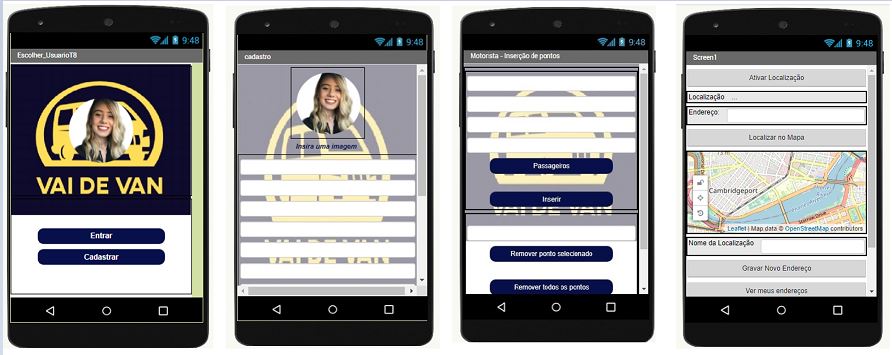 9:48
Escolher_UsuarioT8
VAI DE VAN
Entrar
Cadastrar
9:48
cadastro
Insira uma imagem
9:48
Motorista - Inserção de pontos
Passageiros
Inserir
VAI DE VAN
Remover ponto selecionado
Remover todos os pontos
9:48
Screen1
Ativar Localização
Localização ...
Endereço:
Localizar no Mapa
Cambridgeport
Leaflet | Map data © OpenStreetMap contributors
Nome da Localização
Gravar Novo Endereço
Ver meus endereços